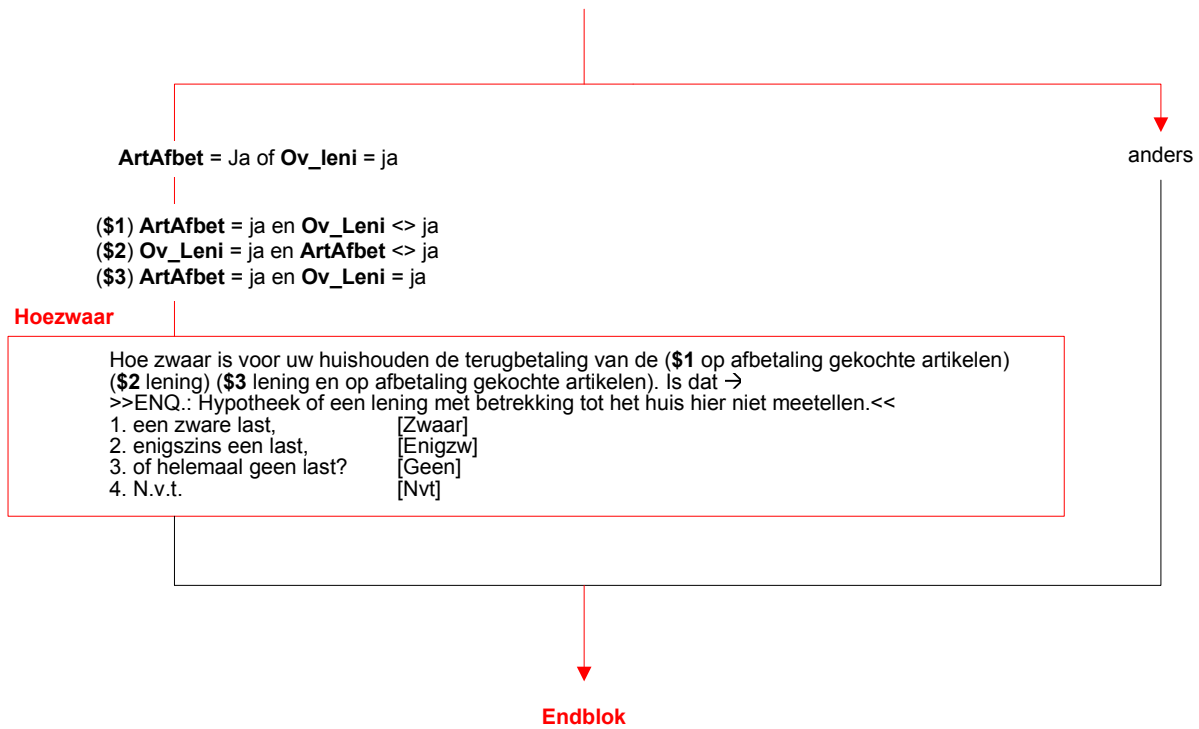 ArtAfbet = Ja of Ov_leni = ja
anders
($1) ArtAfbet = ja en Ov_Leni <> ja
($2) Ov_Leni = ja en ArtAfbet <> ja
($3) ArtAfbet = ja en Ov_Leni = ja
Hoezwaar
Hoe zwaar is voor uw huishouden de terugbetaling van de ($1 op afbetaling gekochte artikelen)
($2 lening) ($3 lening en op afbetaling gekochte artikelen). Is dat →
>>ENQ.: Hypotheek of een lening met betrekking tot het huis hier niet meetellen.<<
1. een zware last, [Zwaar]
2. enigszins een last, [Enigzw]
3. of helemaal geen last? [Geen]
4. N.v.t. [Nvt]
Endblok